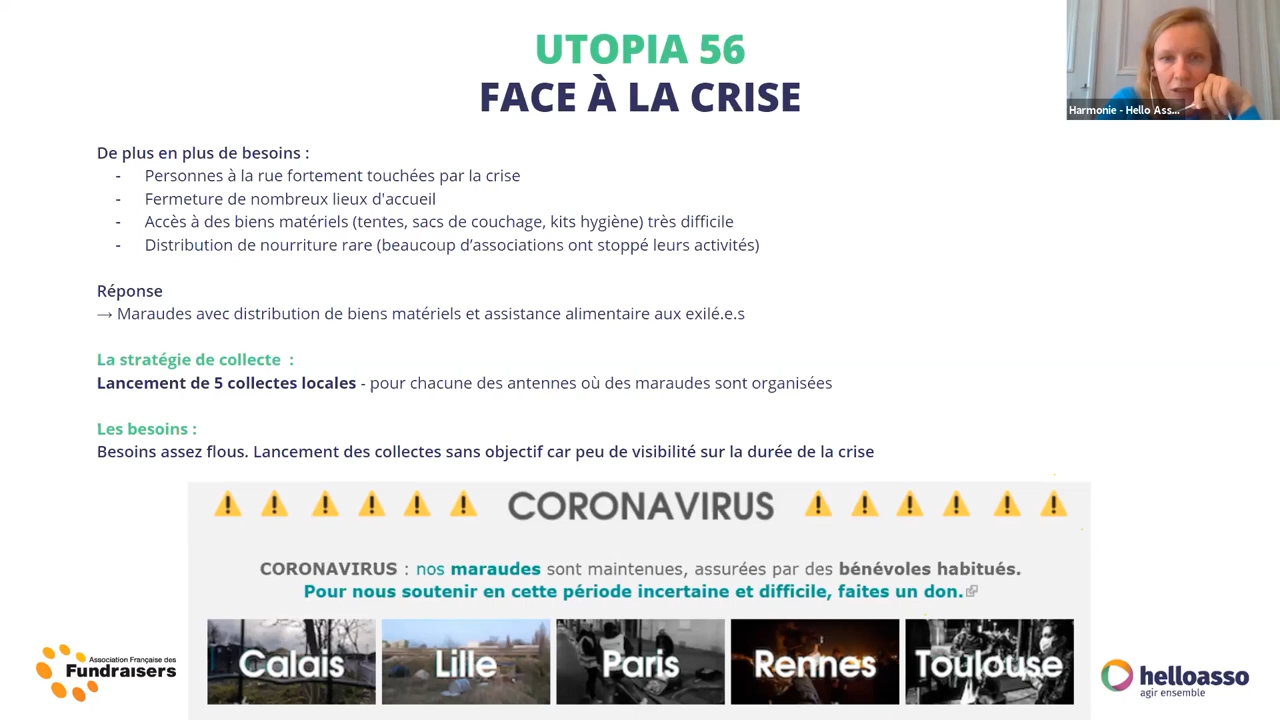 UTOPIA 56
FACE À LA CRISE
Harmonie - Hello Ass...
De plus en plus de besoins :
- Personnes à la rue fortement touchées par la crise
- Fermeture de nombreux lieux d'accueil
- Accès à des biens matériels (tentes, sacs de couchage, kits hygiène) très difficile
- Distribution de nourriture rare (beaucoup d’associations ont stoppé leurs activités)
Réponse
→ Maraudes avec distribution de biens matériels et assistance alimentaire aux exilé.e.s
La stratégie de collecte :
Lancement de 5 collectes locales - pour chacune des antennes où des maraudes sont organisées
Les besoins :
Besoins assez flous. Lancement des collectes sans objectif car peu de visibilité sur la durée de la crise
CORONAVIRUS
CORONAVIRUS : nos maraudes sont maintenues, assurées par des bénévoles habitués.
Pour nous soutenir en cette période incertaine et difficile, faites un don.
Calais Lille Paris Rennes Toulouse
Association Française des
Fundraisers
helloasso
agir ensemble